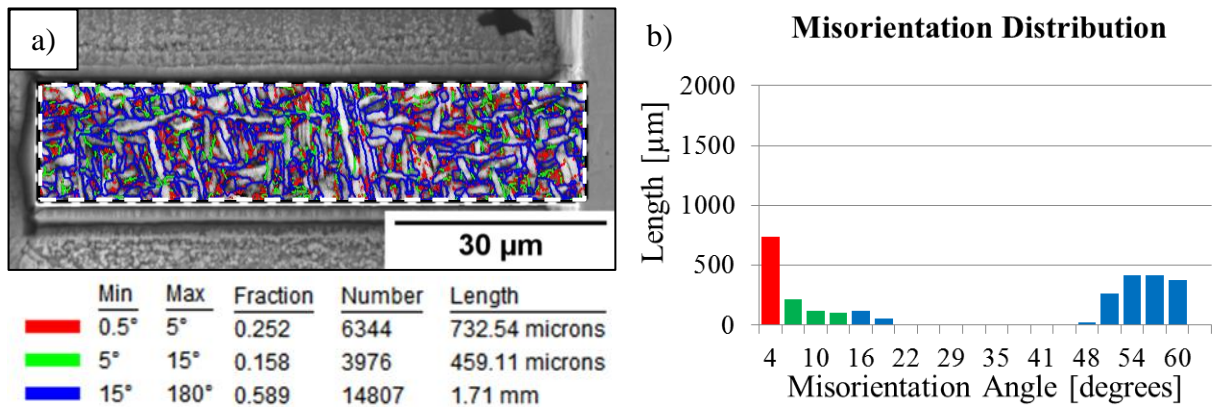 a)
30 µm
Min Max Fraction Number Length
0.5° 5° 0.252 6344 732.54 microns
5° 15° 0.158 3976 459.11 microns
15° 180° 0.589 14807 1.71 mm
b)
Misorientation Distribution
Length [µm]
2000
1500
1000
500
0
4 10 16 22 29 35 41 48 54 60
Misorientation Angle [degrees]